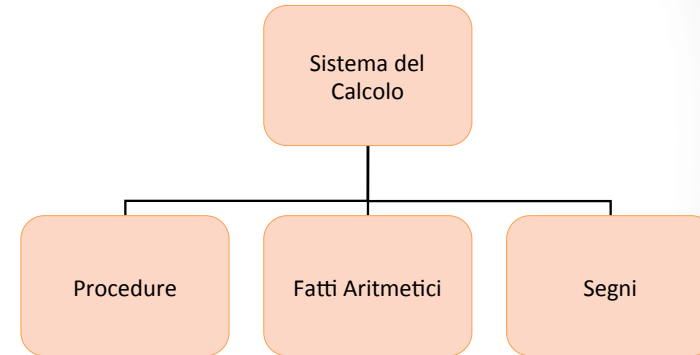 Sistema del
Calcolo
Procedure
Fatti Aritmetici
Segni